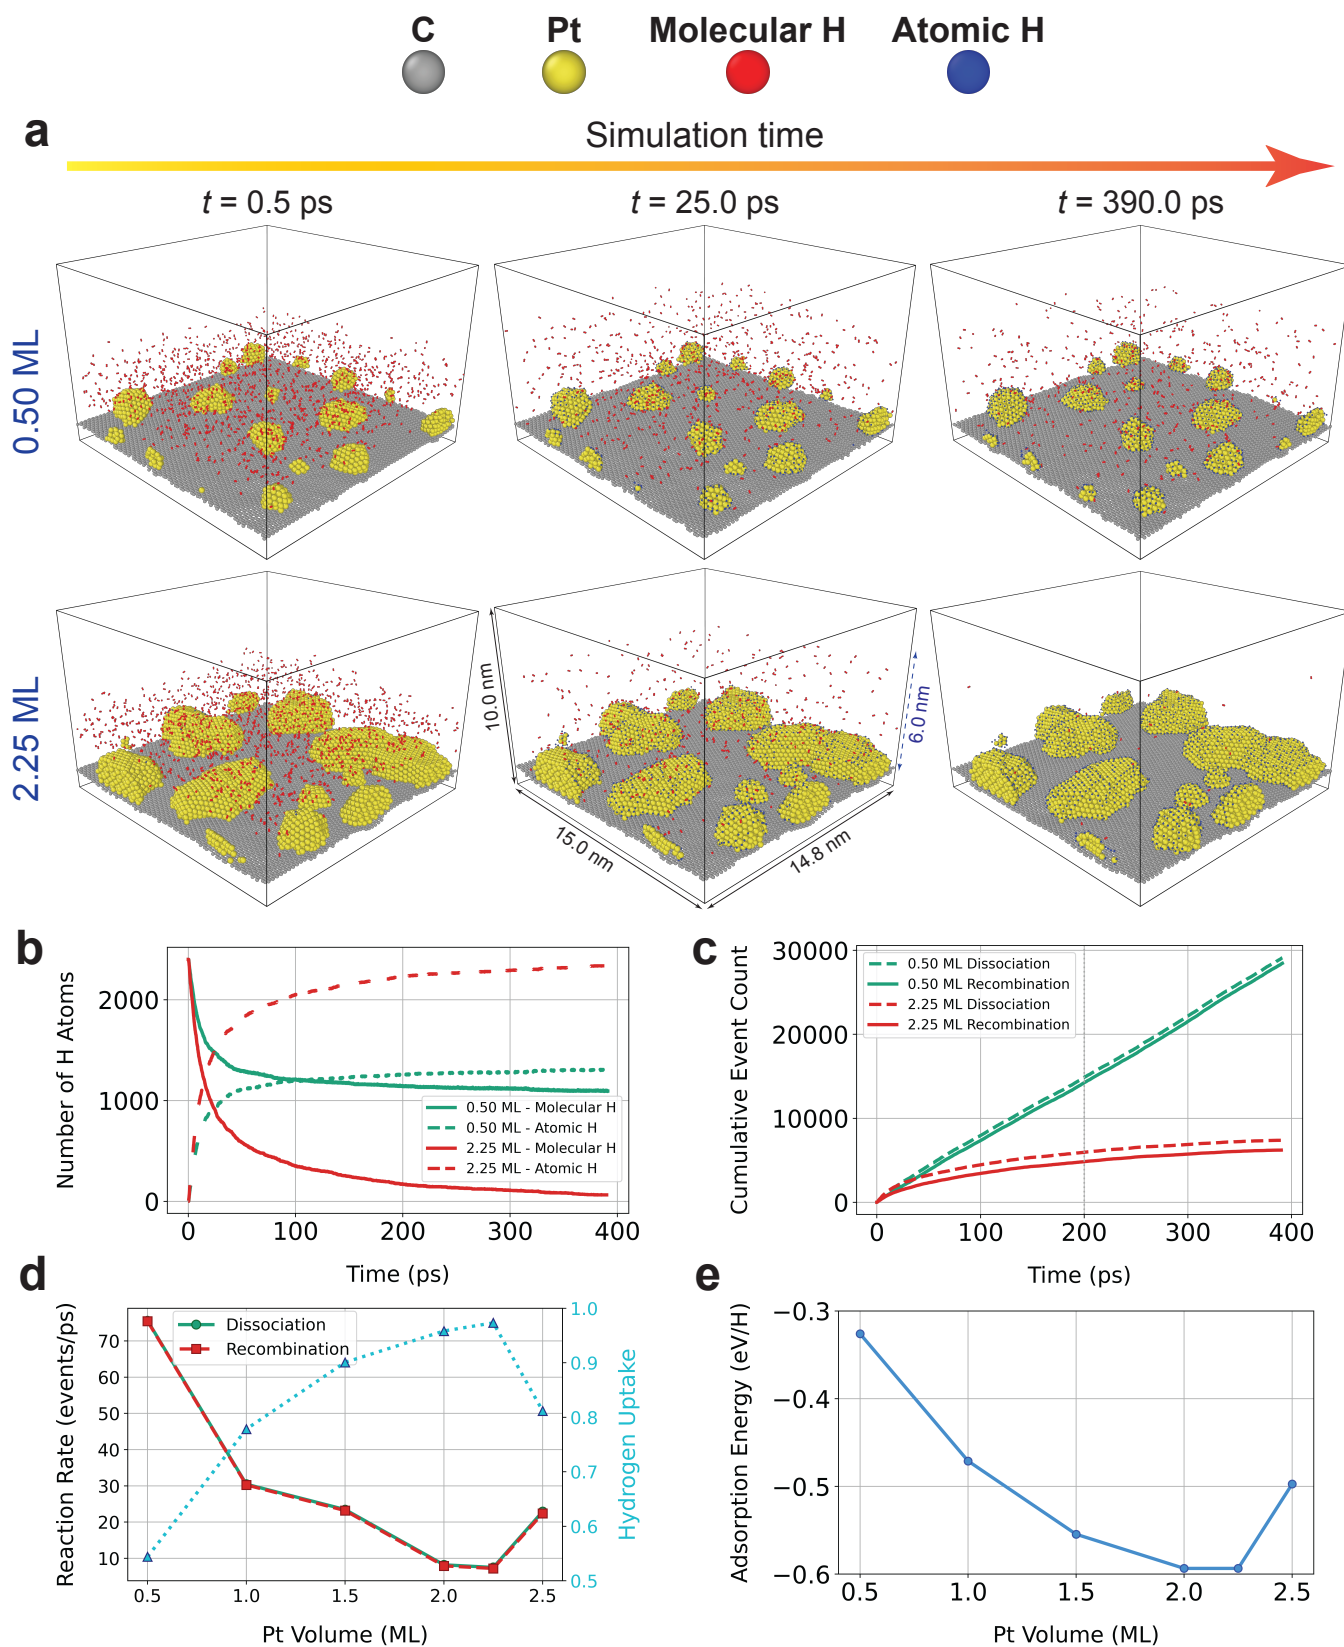 C Pt Molecular H Atomic H
a
Simulation time
t = 0.5 ps t = 25.0 ps t = 390.0 ps
0.50 ML
2.25 ML
10.0 nm
6.0 nm
15.0 nm
14.8 nm
b
Number of H Atoms
2000
1000
0
0.50 ML - Molecular H
0.50 ML - Atomic H
2.25 ML - Molecular H
2.25 ML - Atomic H
0 100 200 300 400
Time (ps)
c
Cumulative Event Count
30000
20000
10000
0
0.50 ML Dissociation
0.50 ML Recombination
2.25 ML Dissociation
2.25 ML Recombination
0 100 200 300 400
Time (ps)
d
Reaction Rate (events/ps)
70
60
50
40
30
20
10
Dissociation
Recombination
1.0
0.9
0.8
0.7
0.6
0.5
Hydrogen Uptake
0.5 1.0 1.5 2.0 2.5
Pt Volume (ML)
e
Adsorption Energy (eV/H)
−0.3
−0.4
−0.5
−0.6
0.5 1.0 1.5 2.0 2.5
Pt Volume (ML)